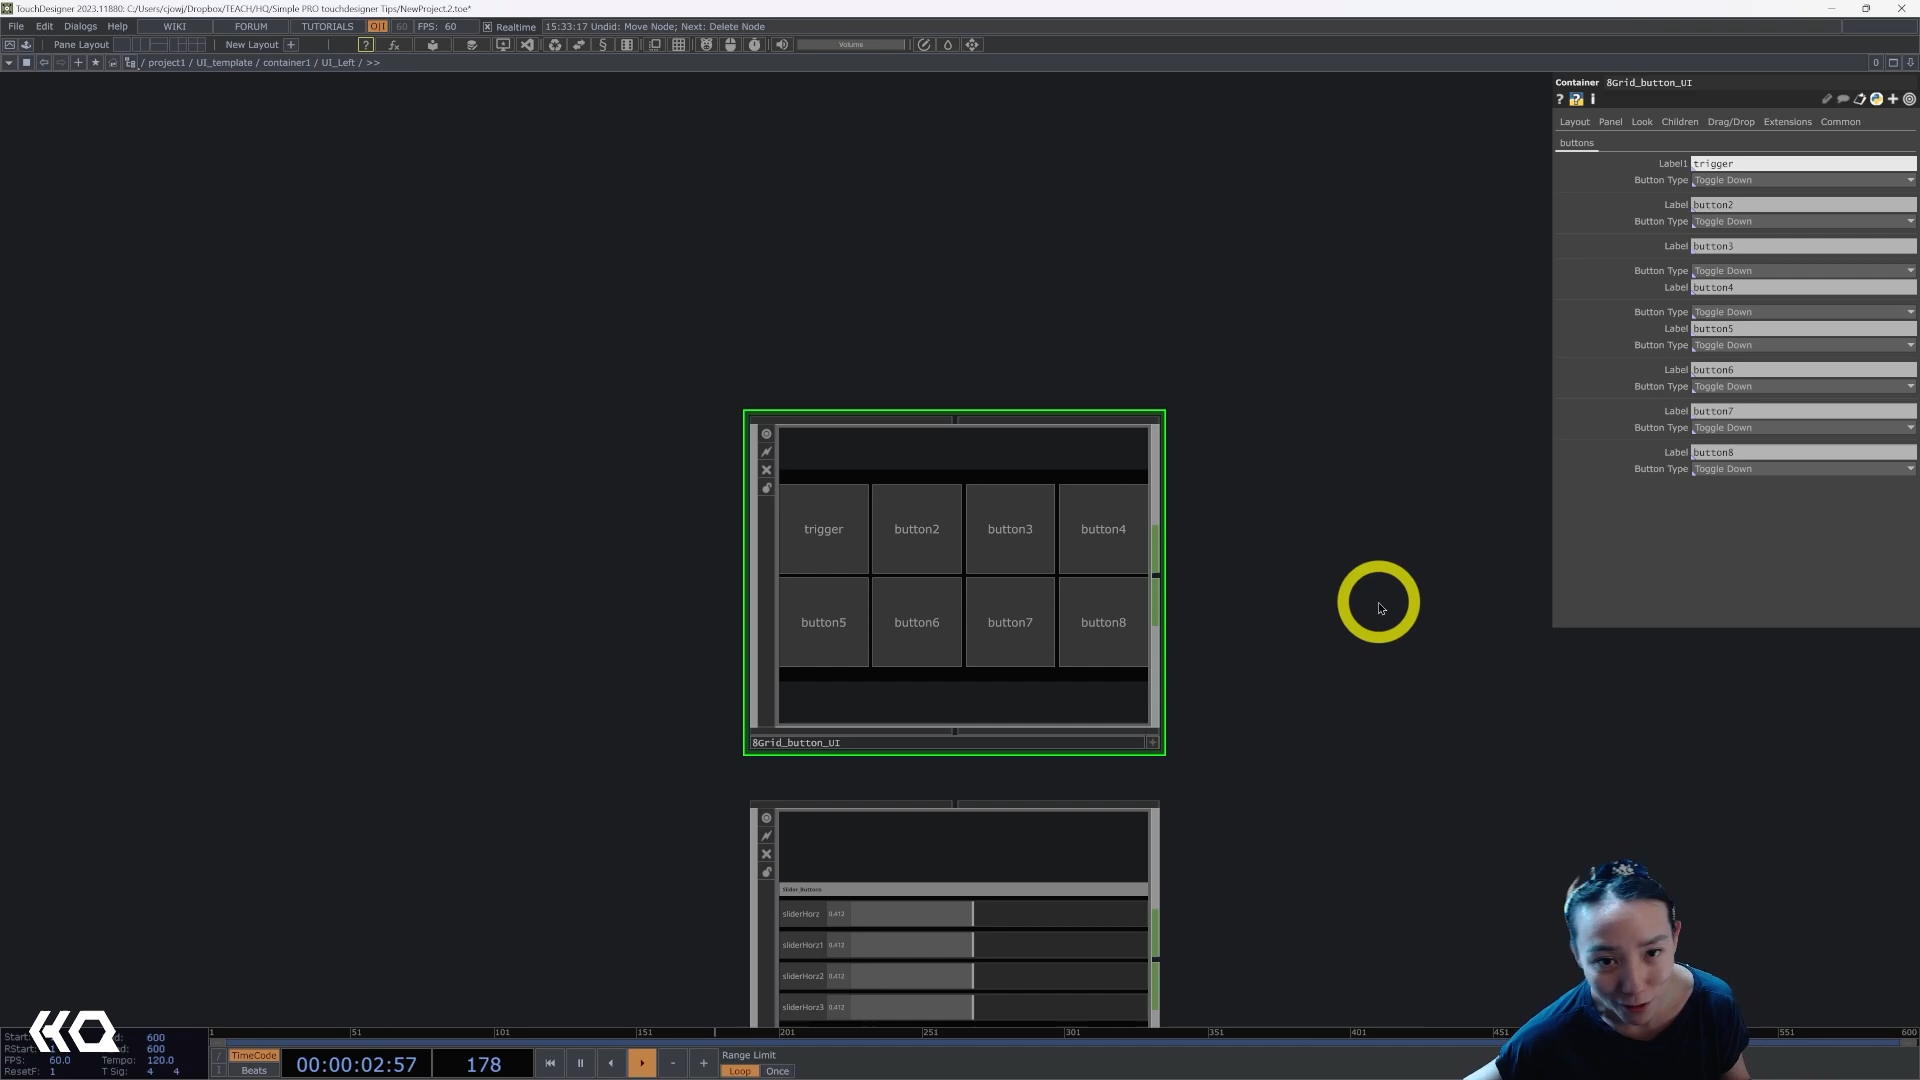 TouchDesigner 2023.11880: C:/Users/cjowj/Dropbox/TEACH/HQ/Simple PRO touchdesigner Tips/NewProject.2.toe*
File Edit Dialogs Help WIKI FORUM TUTORIALS O|I 60 FPS: 60 Realtime 15:33:17 Undid: Move Node; Next: Delete Node
Pane Layout New Layout + ? fx Volume
/ project1 / UI_template / container1 / UI_Left / >> 0
Container 8Grid_button_UI
? ? i
Layout Panel Look Children Drag/Drop Extensions Common
buttons
Label1 trigger
Button Type Toggle Down
Label button2
Button Type Toggle Down
Label button3
Button Type Toggle Down
Label button4
Button Type Toggle Down
Label button5
Button Type Toggle Down
Label button6
Button Type Toggle Down
Label button7
Button Type Toggle Down
Label button8
Button Type Toggle Down
trigger button2 button3 button4
button5 button6 button7 button8
8Grid_button_UI
Slider_Buttons
sliderHorz 0.412
sliderHorz1 0.412
sliderHorz2 0.412
sliderHorz3 0.412
HQ
1 51 101 151 201 251 301 351 401 451 551 600
Start: 600
RStart: 600
FPS: 60.0 Tempo: 120.0
ResetF: 1 T Sig: 4 4
TimeCode
Beats
00:00:02:57 178
Range Limit
Loop Once